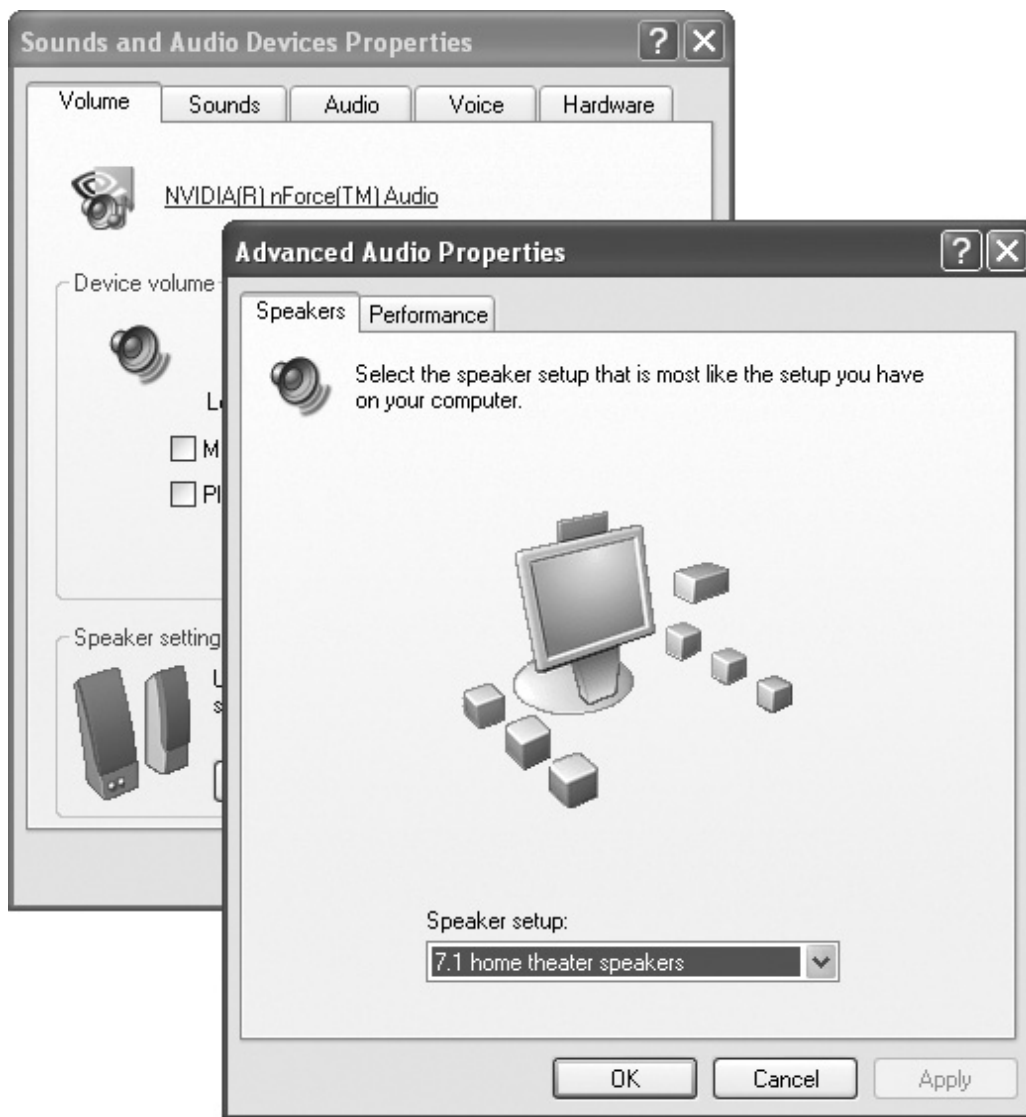 Sounds and Audio Devices Properties
Volume
Sounds
Audio
Voice
Hardware
NVIDIA(R) nForce(TM) Audio
Device volume
Speaker setting
Advanced Audio Properties
Speakers
Performance
Select the speaker setup that is most like the setup you have
on your computer.
Speaker setup:
7.1 home theater speakers
OK
Cancel
Apply